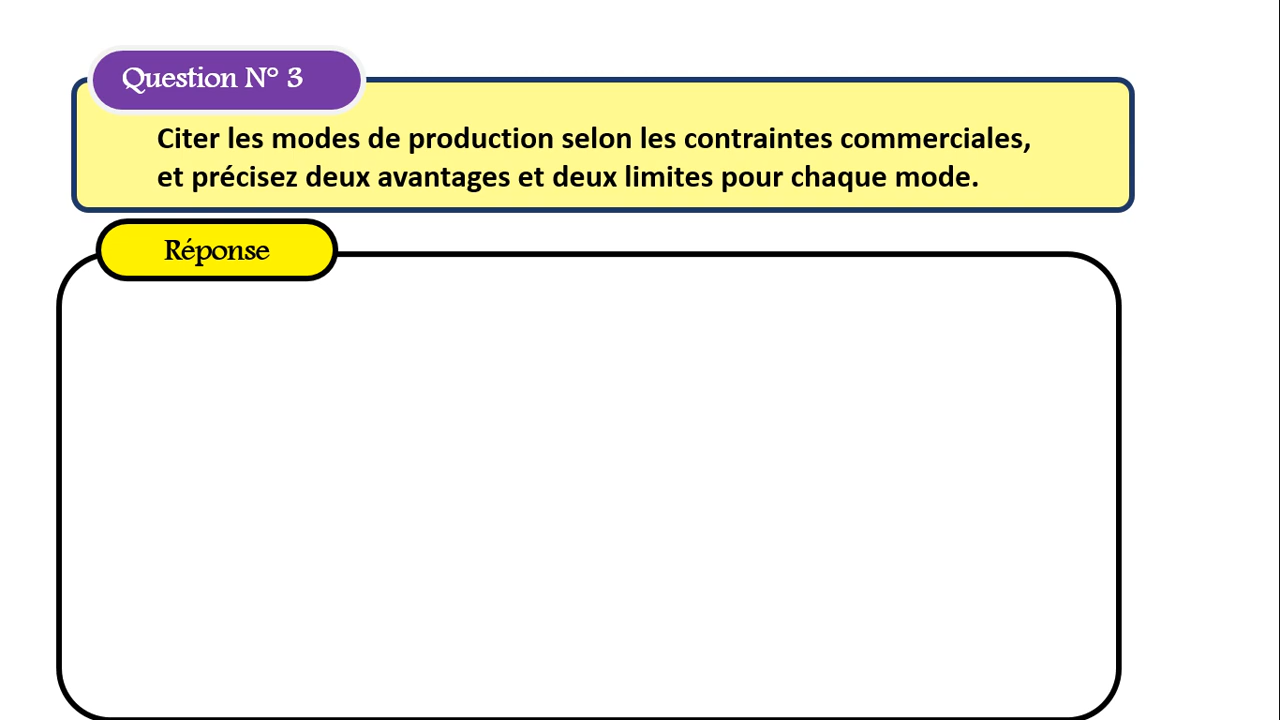 Question N° 3
Citer les modes de production selon les contraintes commerciales,
et précisez deux avantages et deux limites pour chaque mode.
Réponse